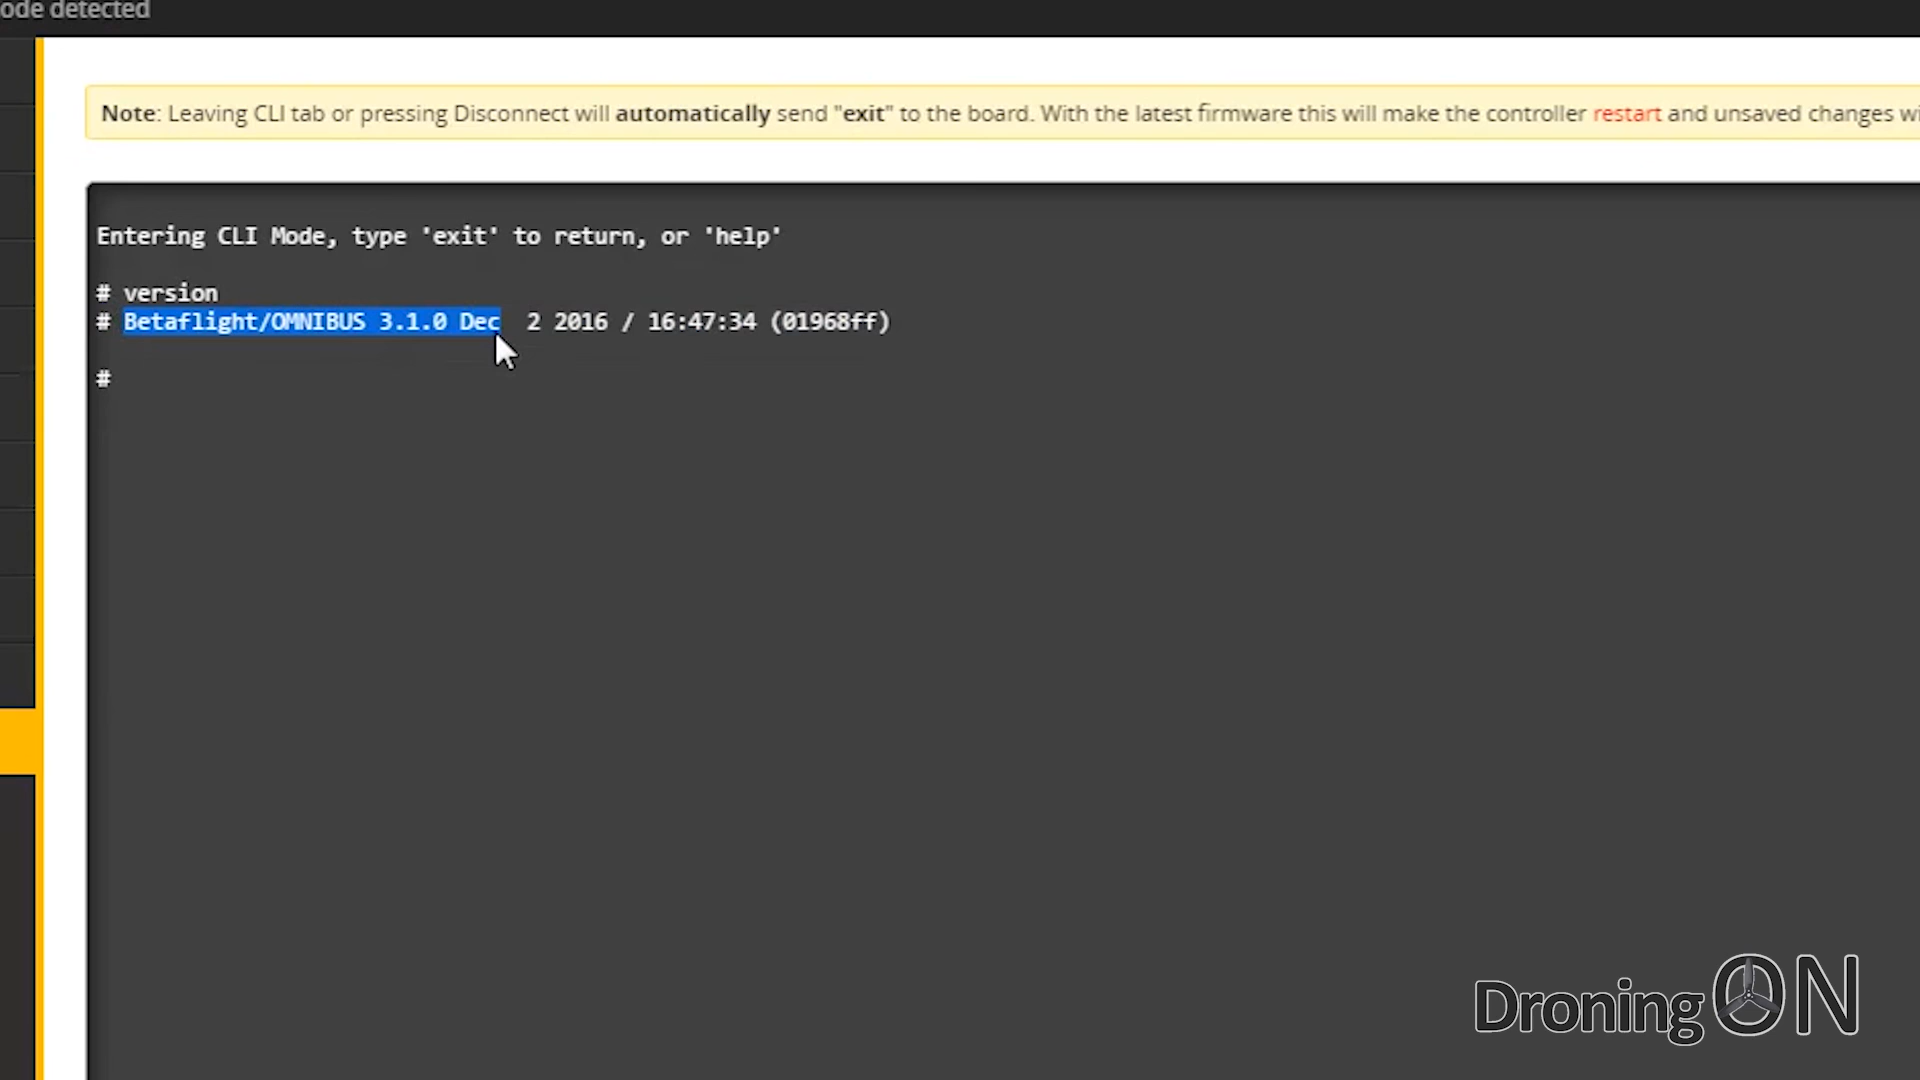 ode detected
Note: Leaving CLI tab or pressing Disconnect will automatically send "exit" to the board. With the latest firmware this will make the controller restart and unsaved changes wi
Entering CLI Mode, type 'exit' to return, or 'help'
# version
# Betaflight/OMNIBUS 3.1.0 Dec  2 2016 / 16:47:34 (01968ff)
#
DroningON